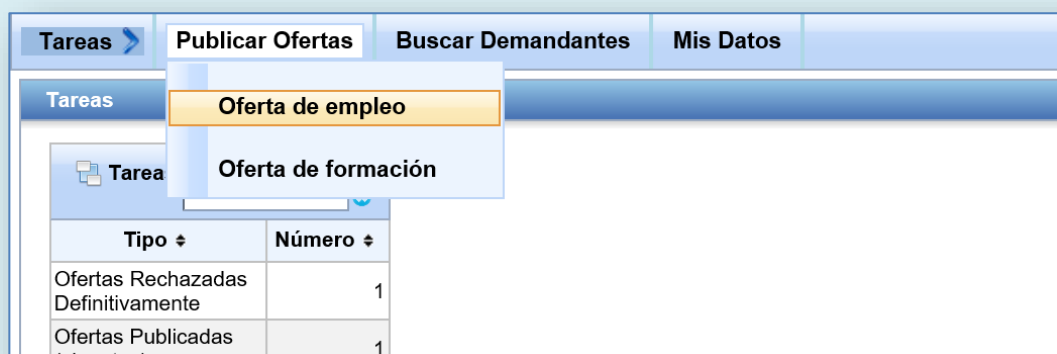 Tareas
Publicar Ofertas
Buscar Demandantes
Mis Datos
Tareas
Oferta de empleo
Oferta de formación
Tipo
Número
Ofertas Rechazadas
Definitivamente
1
Ofertas Publicadas
1